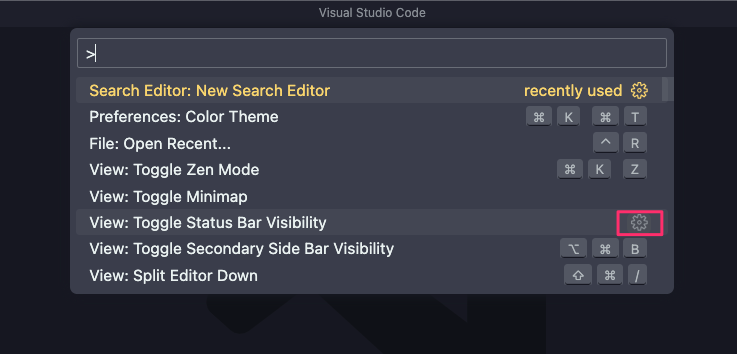 Visual Studio Code
>
Search Editor: New Search Editor recently used
Preferences: Color Theme ⌘ K ⌘ T
File: Open Recent... ^ R
View: Toggle Zen Mode ⌘ K Z
View: Toggle Minimap
View: Toggle Status Bar Visibility
View: Toggle Secondary Side Bar Visibility ⌥ ⌘ B
View: Split Editor Down ⇧ ⌘ /